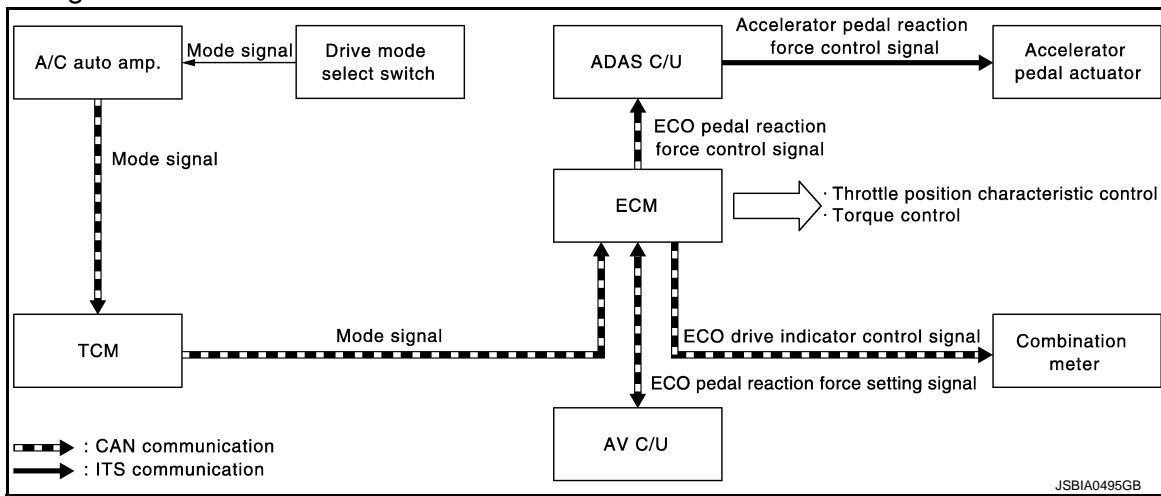 A/C auto amp.
Mode signal
Drive mode
select switch
ADAS C/U
Accelerator pedal reaction
force control signal
Accelerator
pedal actuator
Mode signal
ECO pedal reaction
force control signal
ECM
· Throttle position characteristic control
· Torque control
TCM
Mode signal
ECO drive indicator control signal
Combination
meter
ECO pedal reaction force setting signal
AV C/U
: CAN communication
: ITS communication
JSBIA0495GB